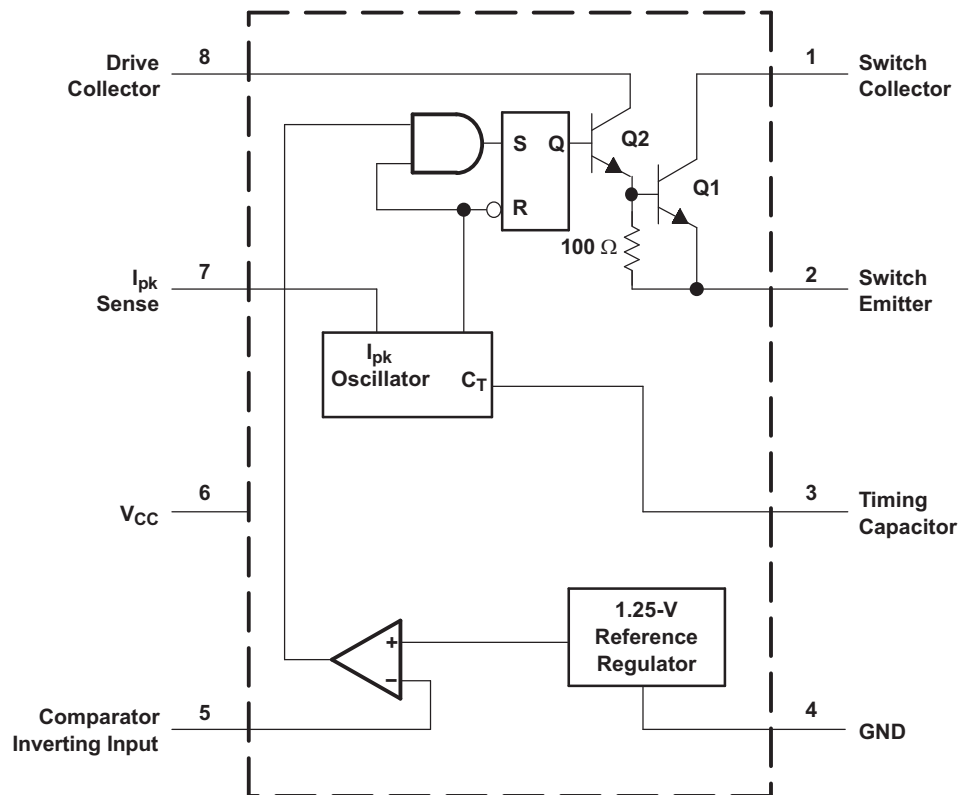 Drive
Collector
8
1
Switch
Collector
S
Q
Q2
R
Q1
100 Ω
Ipk
Sense
7
2
Switch
Emitter
Ipk
Oscillator
CT
VCC
6
3
Timing
Capacitor
1.25-V
Reference
Regulator
+
−
Comparator
Inverting Input
5
4
GND